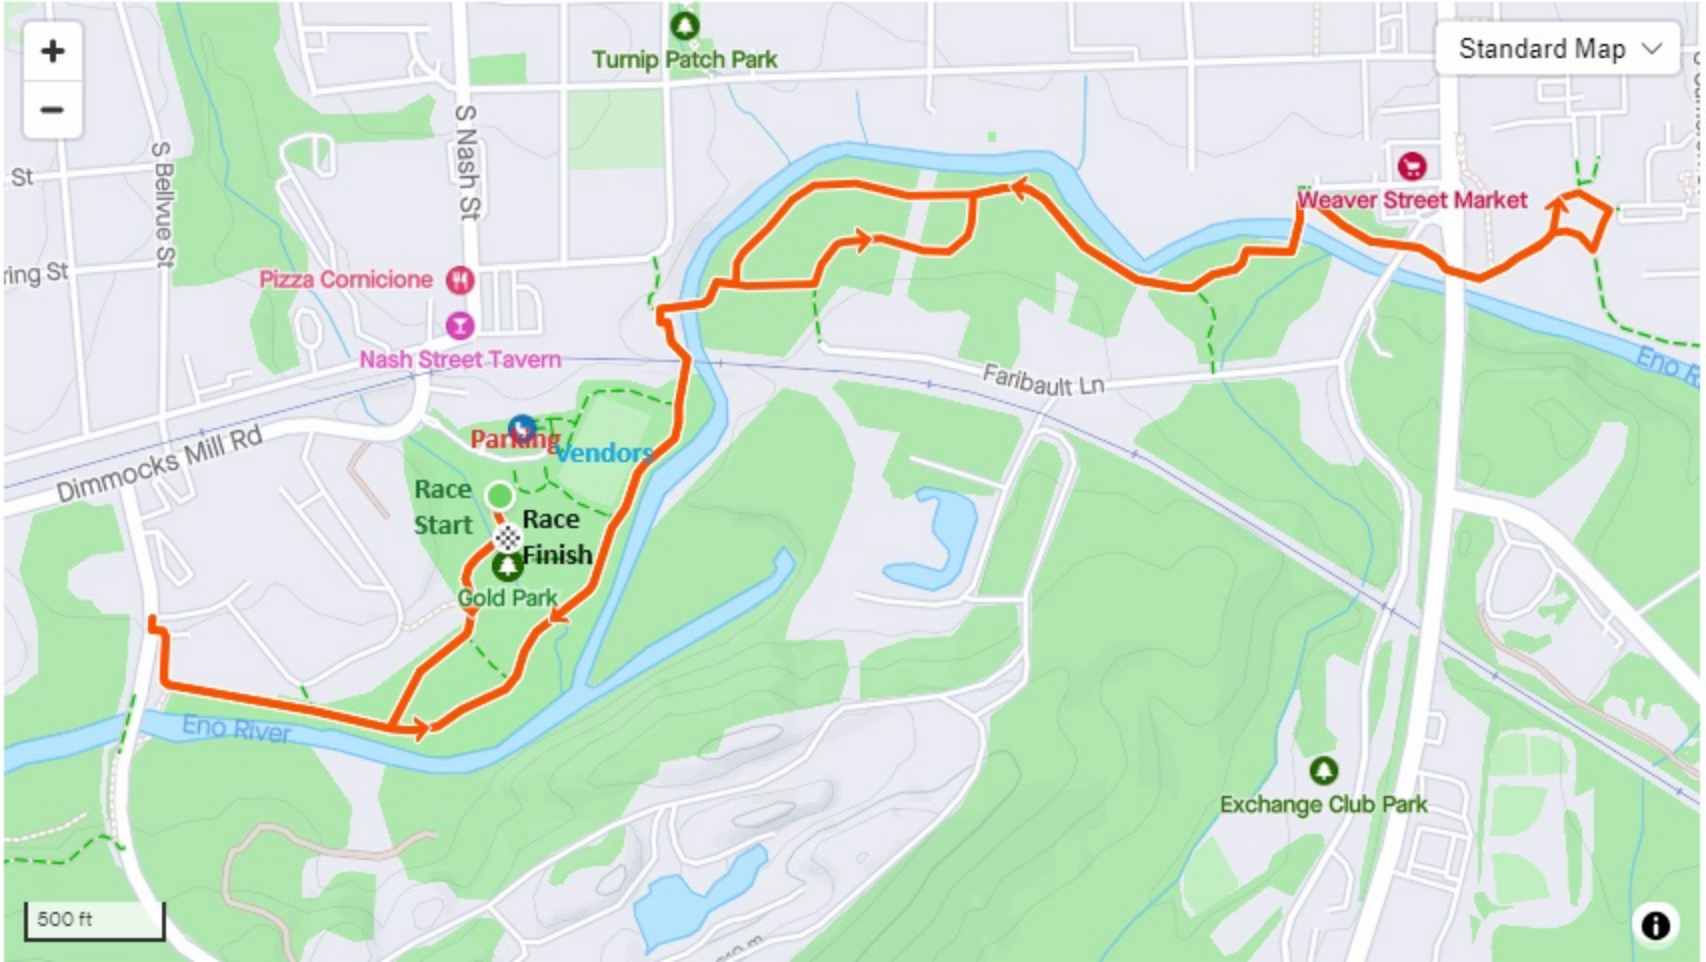 +
−
Standard Map
Turnip Patch Park
S Nash St
S Bellvue St
St
ring St
Weaver Street Market
Pizza Cornicione
Nash Street Tavern
Eno R
Faribault Ln
Dimmocks Mill Rd
Parking
Vendors
Race
Start
Race
Finish
Gold Park
Eno River
Exchange Club Park
500 ft